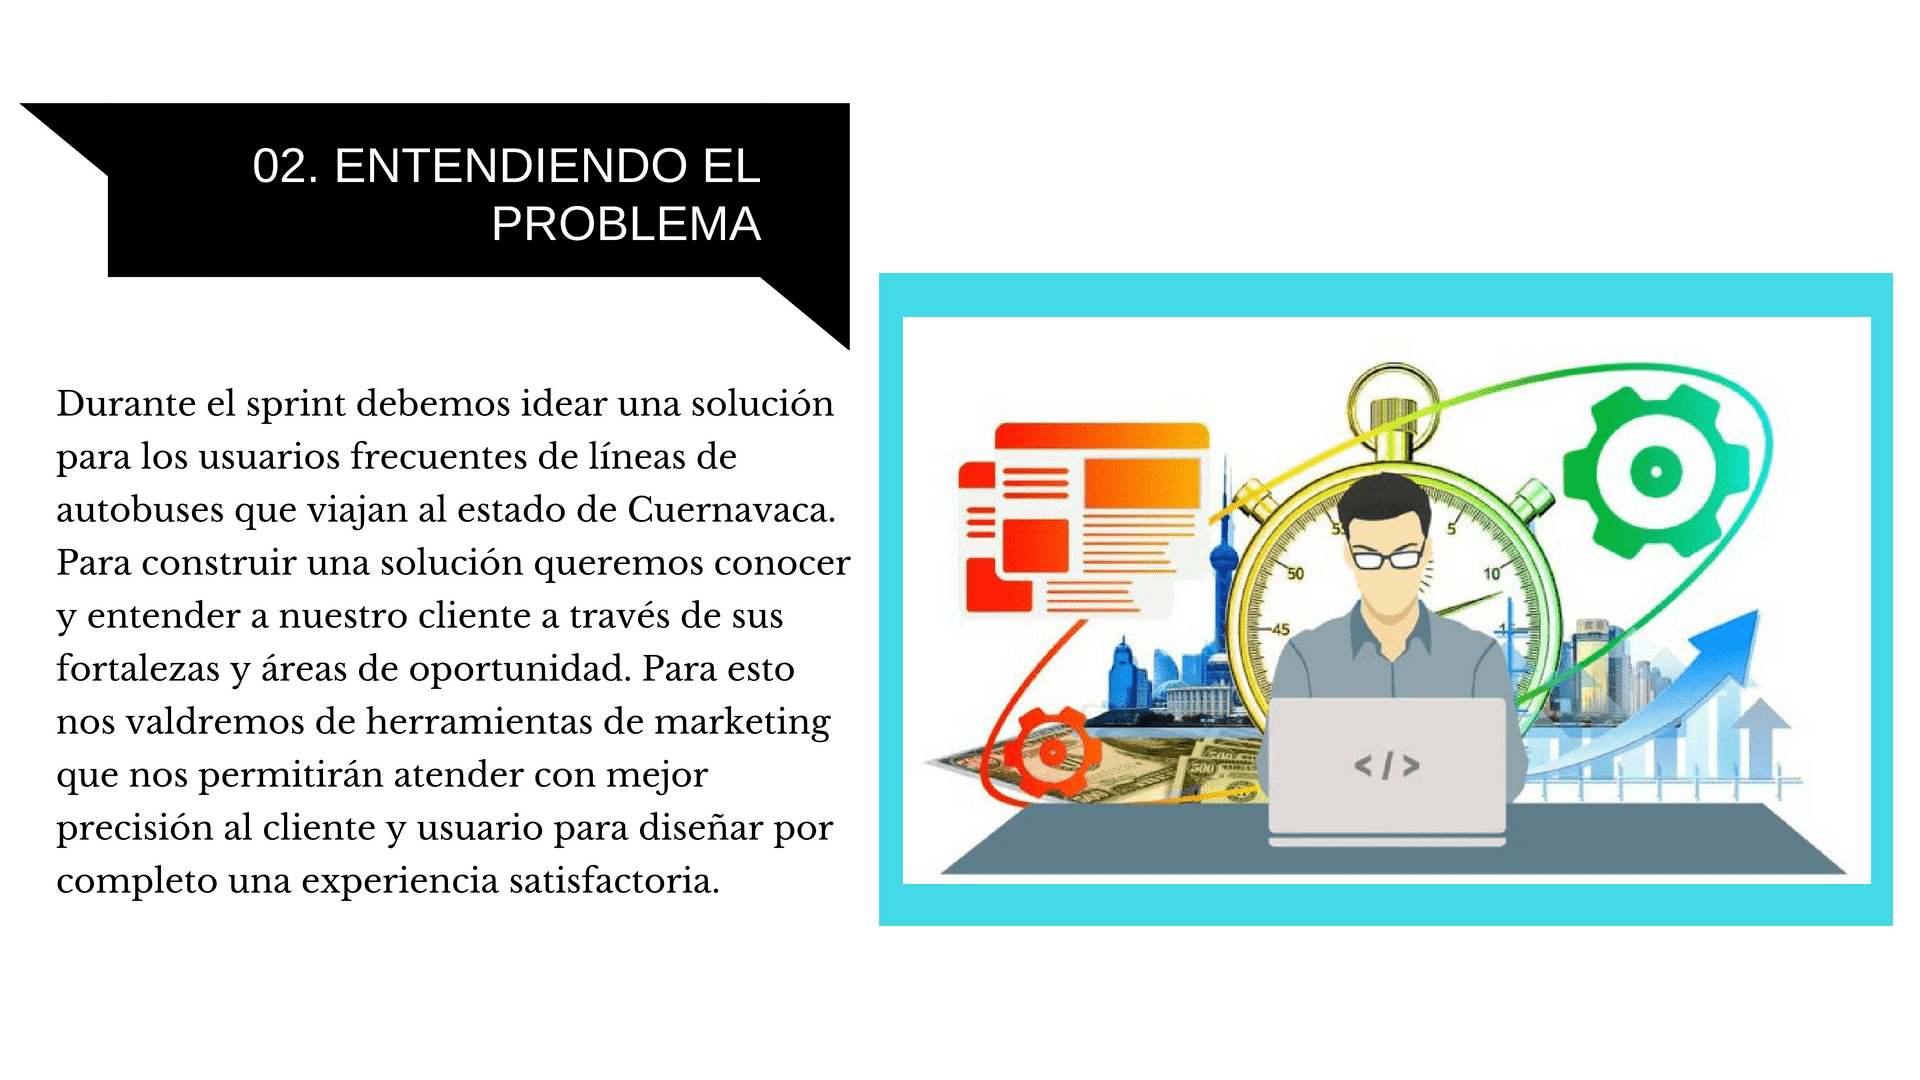 02. ENTENDIENDO EL
PROBLEMA
Durante el sprint debemos idear una solución
para los usuarios frecuentes de líneas de
autobuses que viajan al estado de Cuernavaca.
Para construir una solución queremos conocer
y entender a nuestro cliente a través de sus
fortalezas y áreas de oportunidad. Para esto
nos valdremos de herramientas de marketing
que nos permitirán atender con mejor
precisión al cliente y usuario para diseñar por
completo una experiencia satisfactoria.
5
50
10
45
500
</>